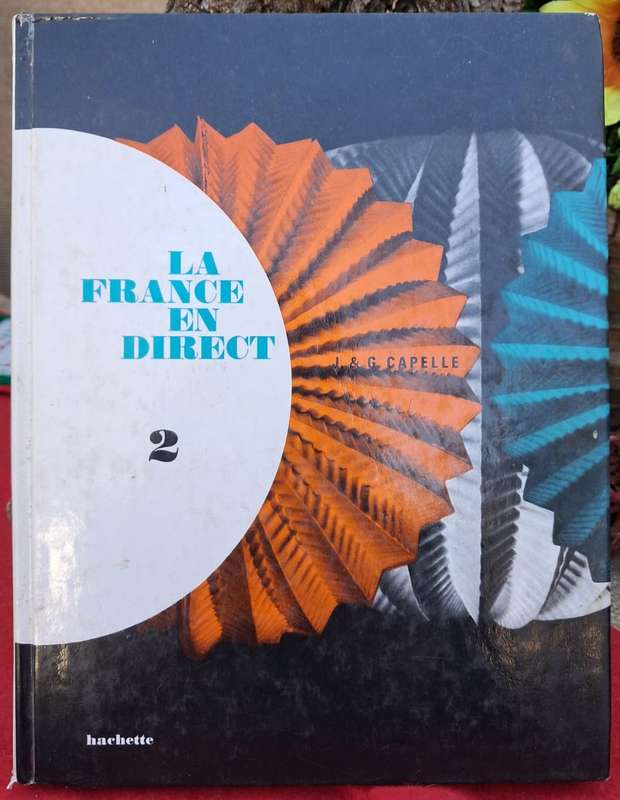 LA
FRANCE
EN
DIRECT
J. & G. CAPELLE
2
hachette